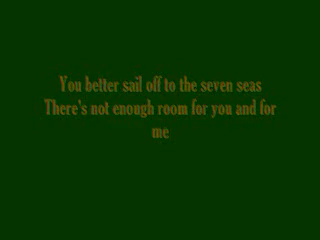 You better sail off to the seven seas
There's not enough room for you and for
me